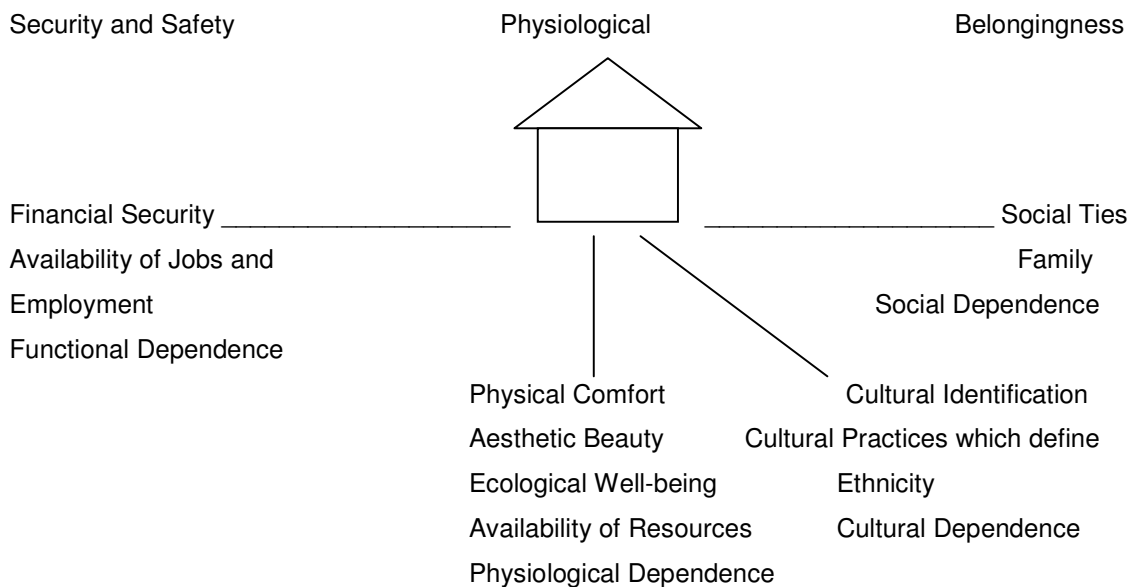 Security and Safety
Physiological
Belongingness
Financial Security
Social Ties
Availability of Jobs and
Family
Employment
Social Dependence
Functional Dependence
Physical Comfort
Cultural Identification
Aesthetic Beauty
Cultural Practices which define
Ecological Well-being
Ethnicity
Availability of Resources
Cultural Dependence
Physiological Dependence